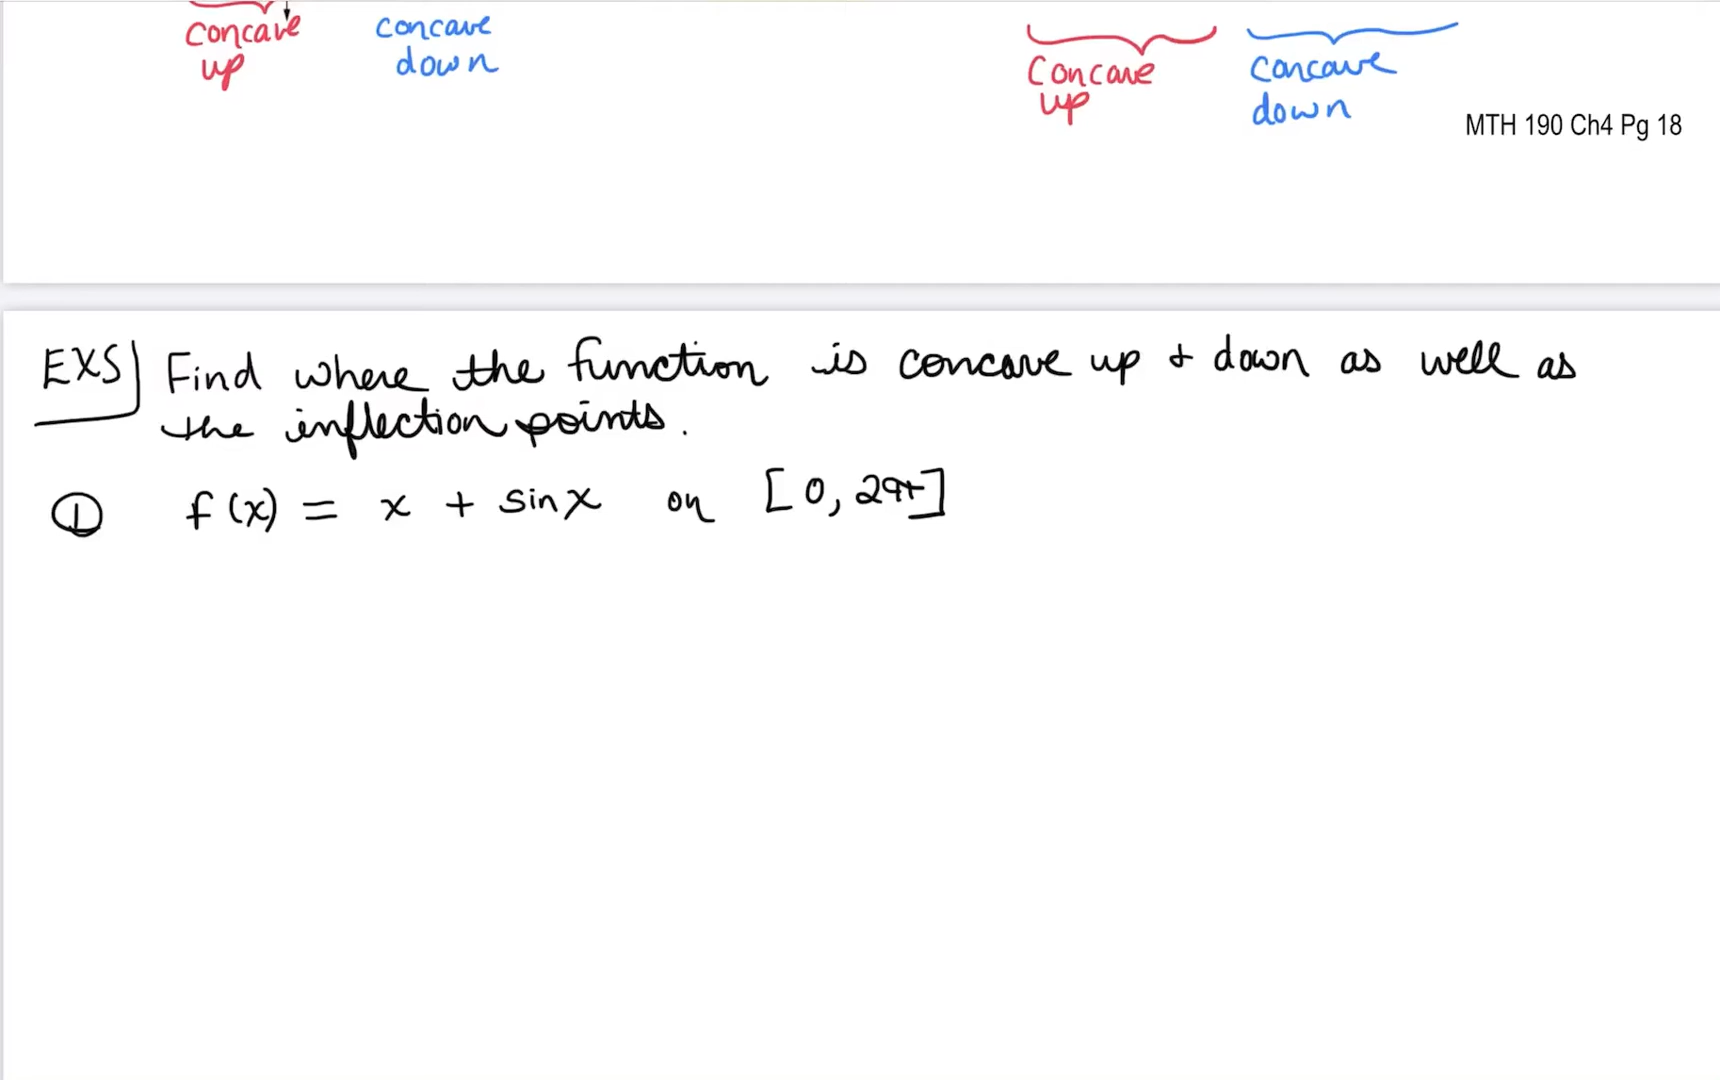 concave
up
concave
down
concave
up
concave
down
MTH 190 Ch4 Pg 18
EXS Find where the function is concave up + down as well as
the inflection points.
① f(x) = x + sin x on [0, 2π]